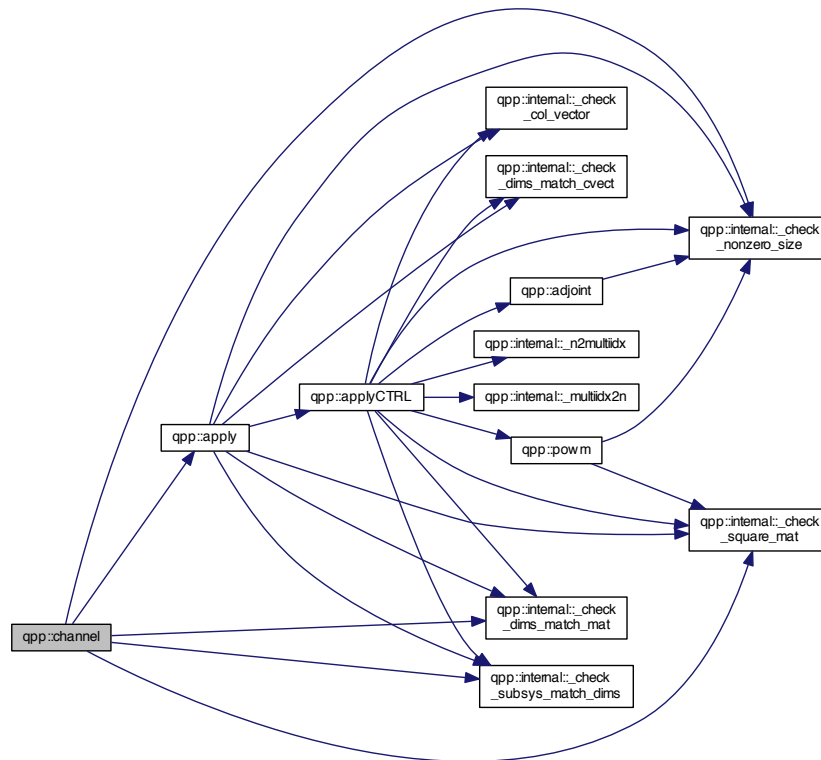 qpp::internal::_check
_col_vector
qpp::internal::_check
_dims_match_cvect
qpp::internal::_check
_nonzero_size
qpp::adjoint
qpp::internal::_n2multiidx
qpp::applyCTRL
qpp::internal::_multiidx2n
qpp::apply
qpp::powm
qpp::internal::_check
_square_mat
qpp::channel
qpp::internal::_check
_dims_match_mat
qpp::internal::_check
_subsys_match_dims